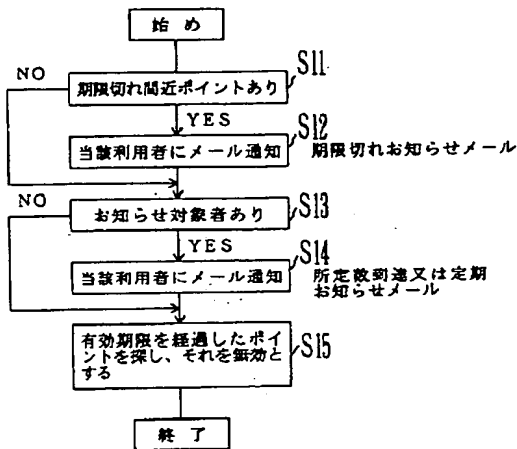 始め
S11
NO
期限切れ間近ポイントあり
YES
S12
当該利用者にメール通知
期限切れお知らせメール
NO
S13
お知らせ対象者あり
YES
S14
当該利用者にメール通知
所定数到達又は定期
お知らせメール
S15
有効期限を経過したポ
イントを探し、それを無効と
する
終了